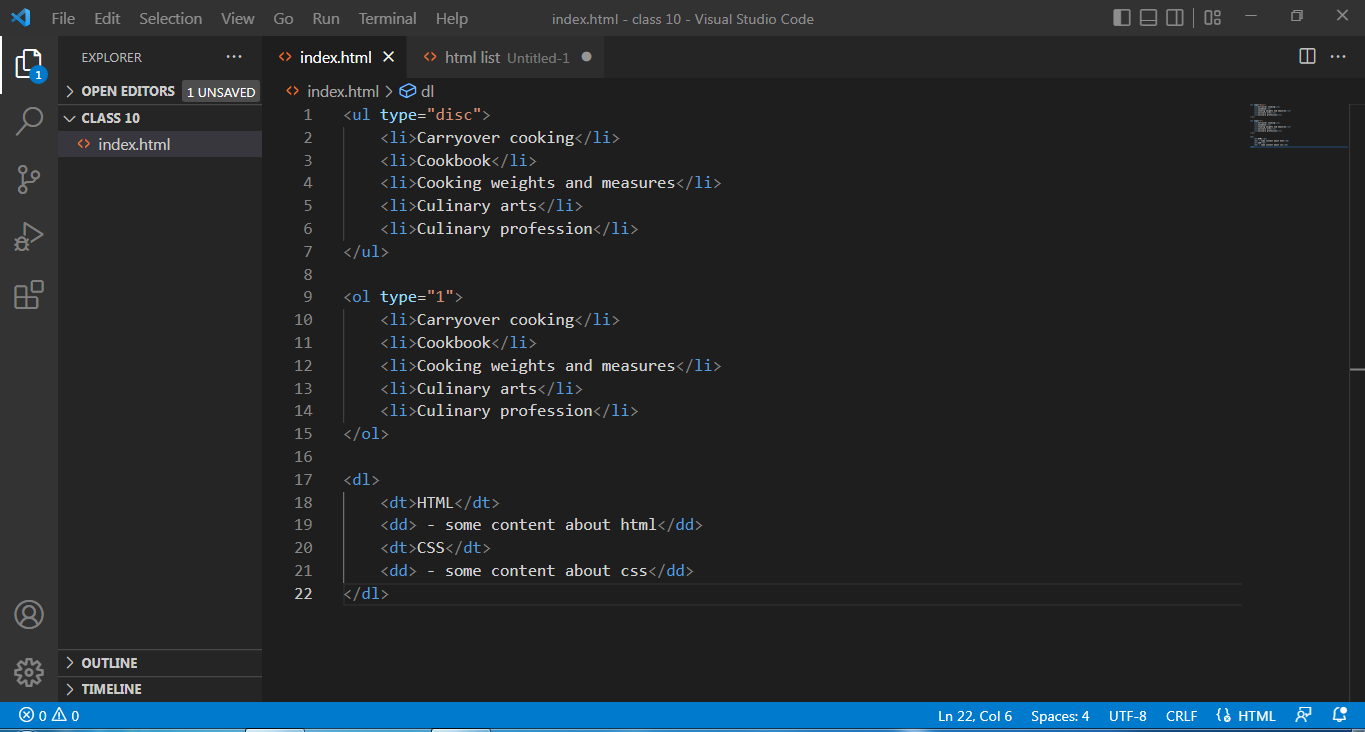 File Edit Selection View Go Run Terminal Help index.html - class 10 - Visual Studio Code
EXPLORER
index.html html list Untitled-1
OPEN EDITORS 1 UNSAVED
index.html > dl
CLASS 10
index.html
1
1 <ul type="disc">
2 <li>Carryover cooking</li>
3 <li>Cookbook</li>
4 <li>Cooking weights and measures</li>
5 <li>Culinary arts</li>
6 <li>Culinary profession</li>
7 </ul>
8
9 <ol type="1">
10 <li>Carryover cooking</li>
11 <li>Cookbook</li>
12 <li>Cooking weights and measures</li>
13 <li>Culinary arts</li>
14 <li>Culinary profession</li>
15 </ol>
16
17 <dl>
18 <dt>HTML</dt>
19 <dd> - some content about html</dd>
20 <dt>CSS</dt>
21 <dd> - some content about css</dd>
22 </dl>
OUTLINE
TIMELINE
0 0 Ln 22, Col 6 Spaces: 4 UTF-8 CRLF HTML